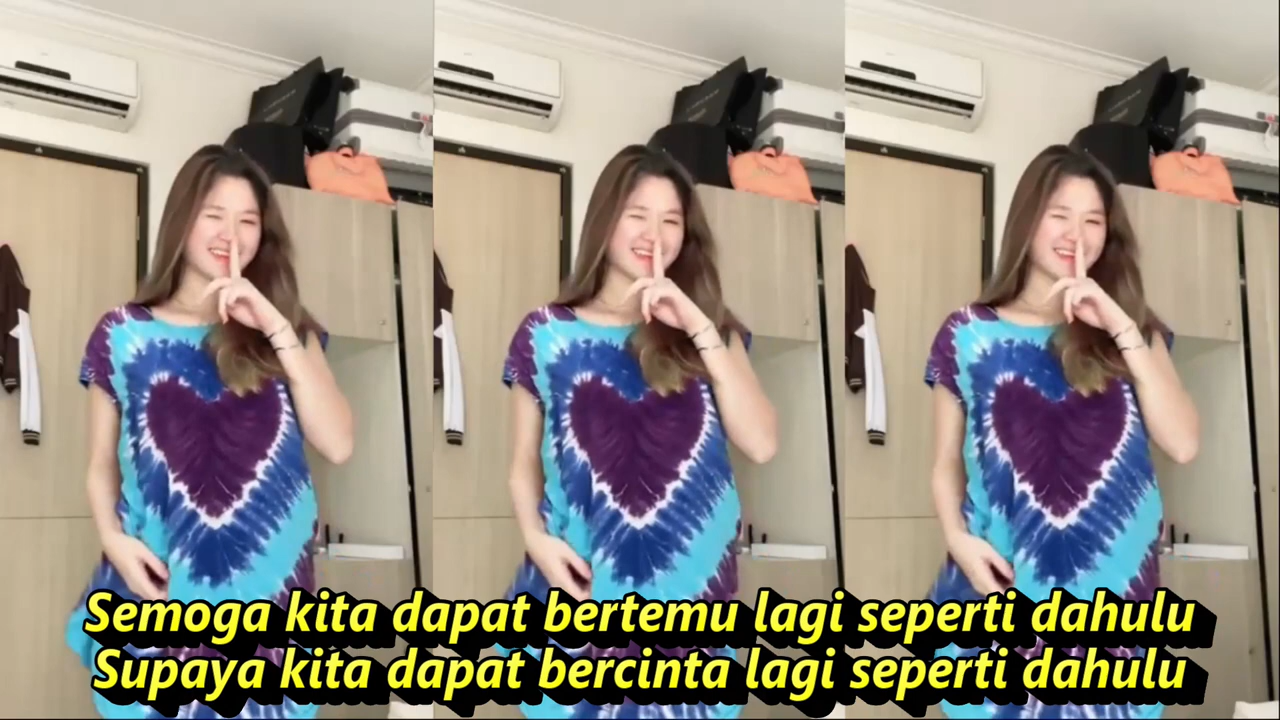 Semoga kita dapat bertemu lagi seperti dahulu
Supaya kita dapat bercinta lagi seperti dahulu